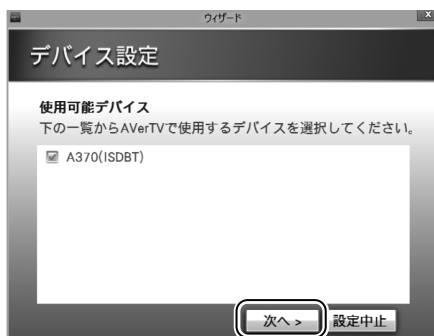 ウィザード
X
デバイス設定
使用可能デバイス
下の一覧からAVerTVで使用するデバイスを選択してください。
A370(ISDBT)
次へ >
設定中止